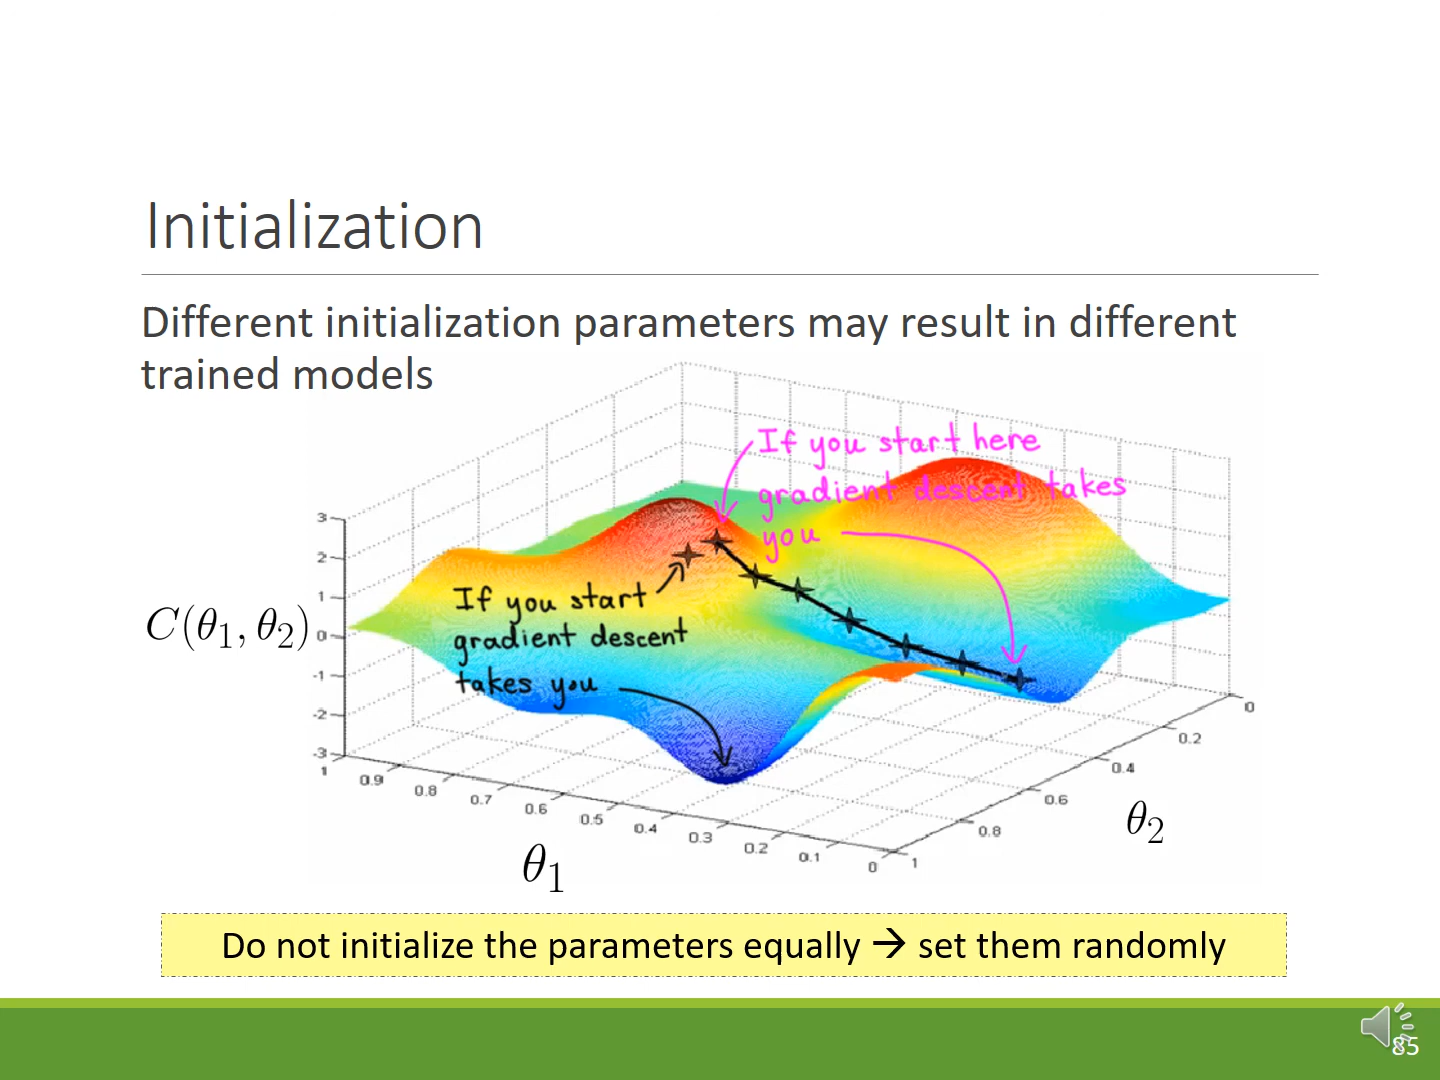 Initialization
Different initialization parameters may result in different
trained models
If you start here
gradient descent takes
you
If you start
gradient descent
takes you
C(θ₁, θ₂)
3
2
1
0
-1
-2
-3
1
0.9
0.8
0.7
0.6
0.5
0.4
0.3
0.2
0.1
0
θ₁
0
0.2
0.4
0.6
0.8
1
θ₂
Do not initialize the parameters equally → set them randomly
85